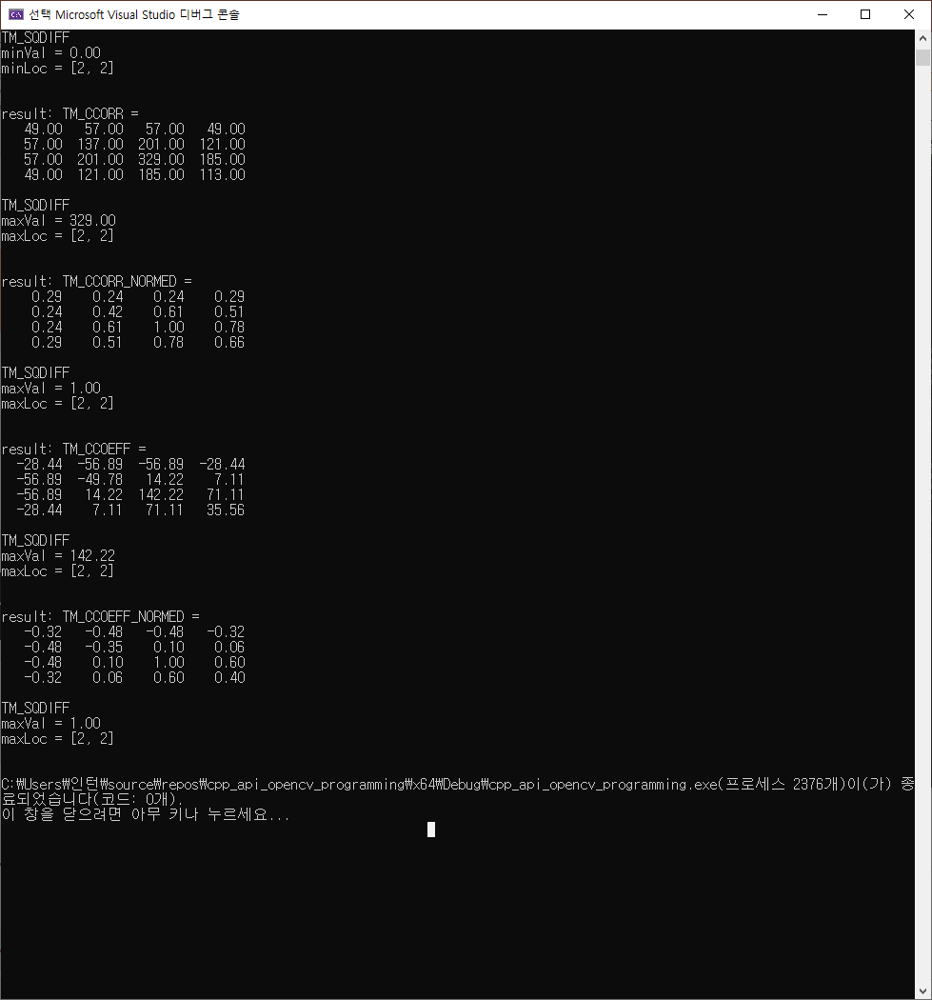 선택 Microsoft Visual Studio 디버그 콘솔
TM_SQDIFF
minVal = 0.00
minLoc = [2, 2]
result: TM_CCORR =
49.00 57.00 57.00 49.00
57.00 137.00 201.00 121.00
57.00 201.00 329.00 185.00
49.00 121.00 185.00 113.00
TM_SQDIFF
maxVal = 329.00
maxLoc = [2, 2]
result: TM_CCORR_NORMED =
0.29 0.24 0.24 0.29
0.24 0.42 0.61 0.51
0.24 0.61 1.00 0.78
0.29 0.51 0.78 0.66
TM_SQDIFF
maxVal = 1.00
maxLoc = [2, 2]
result: TM_CCOEFF =
-28.44 -56.89 -56.89 -28.44
-56.89 -49.78 14.22 7.11
-56.89 14.22 142.22 71.11
-28.44 7.11 71.11 35.56
TM_SQDIFF
maxVal = 142.22
maxLoc = [2, 2]
result: TM_CCOEFF_NORMED =
-0.32 -0.48 -0.48 -0.32
-0.48 -0.35 0.10 0.06
-0.48 0.10 1.00 0.60
-0.32 0.06 0.60 0.40
TM_SQDIFF
maxVal = 1.00
maxLoc = [2, 2]
C:₩Users₩인턴₩source₩repos₩cpp_api_opencv_programming₩x64₩Debug₩cpp_api_opencv_programming.exe(프로세스 2376개)이(가) 종
료되었습니다(코드: 0개).
이 창을 닫으려면 아무 키나 누르세요...